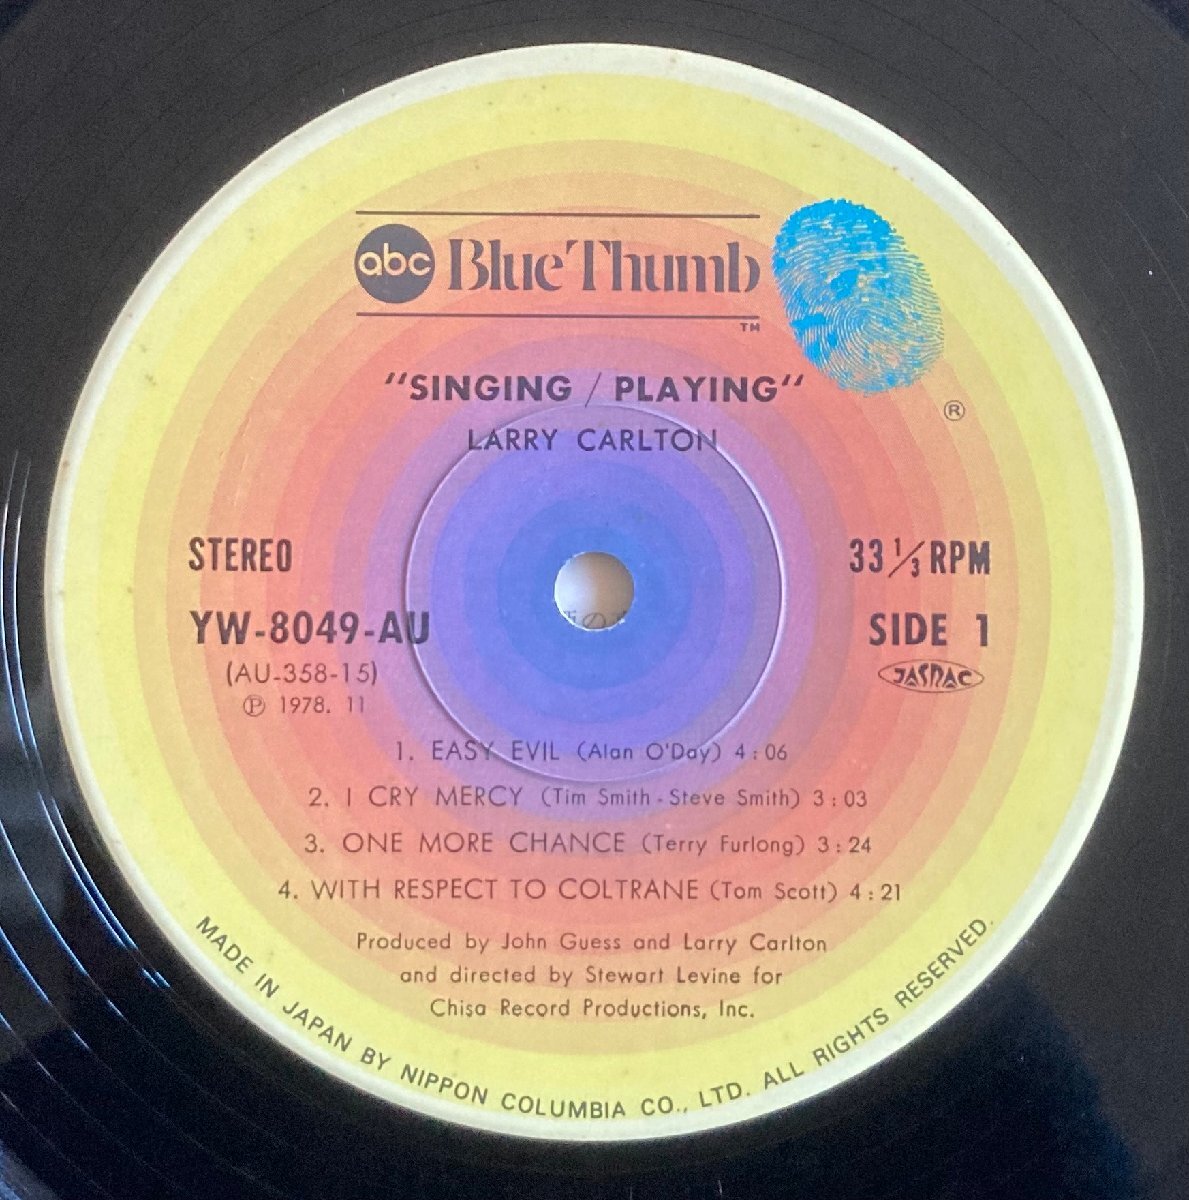 abc Blue Thumb
TM
®
"SINGING / PLAYING"
LARRY CARLTON
STEREO
33 1/3 RPM
YW-8049-AU
SIDE 1
(AU-358-15)
JASRAC
℗ 1978. 11
1. EASY EVIL (Alan O'Day) 4:06
2. I CRY MERCY (Tim Smith - Steve Smith) 3:03
3. ONE MORE CHANCE (Terry Furlong) 3:24
4. WITH RESPECT TO COLTRANE (Tom Scott) 4:21
Produced by John Guess and Larry Carlton
and directed by Stewart Levine for
Chisa Record Productions, Inc.
MADE IN JAPAN BY NIPPON COLUMBIA CO., LTD. ALL RIGHTS RESERVED.